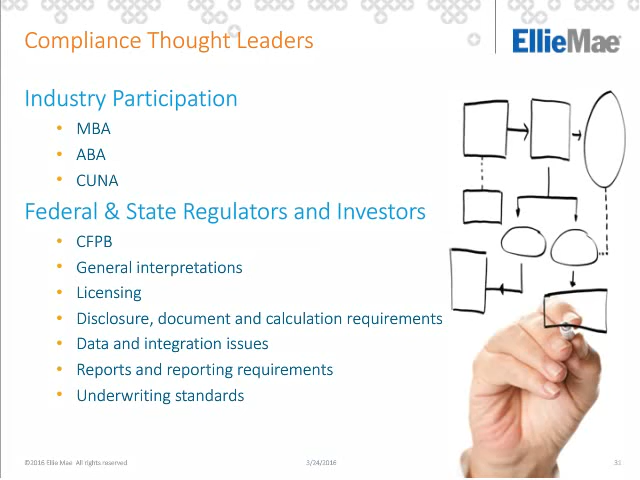 Compliance Thought Leaders
EllieMae®
Industry Participation
• MBA
• ABA
• CUNA
Federal & State Regulators and Investors
• CFPB
• General interpretations
• Licensing
• Disclosure, document and calculation requirements
• Data and integration issues
• Reports and reporting requirements
• Underwriting standards
©2016 Ellie Mae All rights reserved 3/24/2016